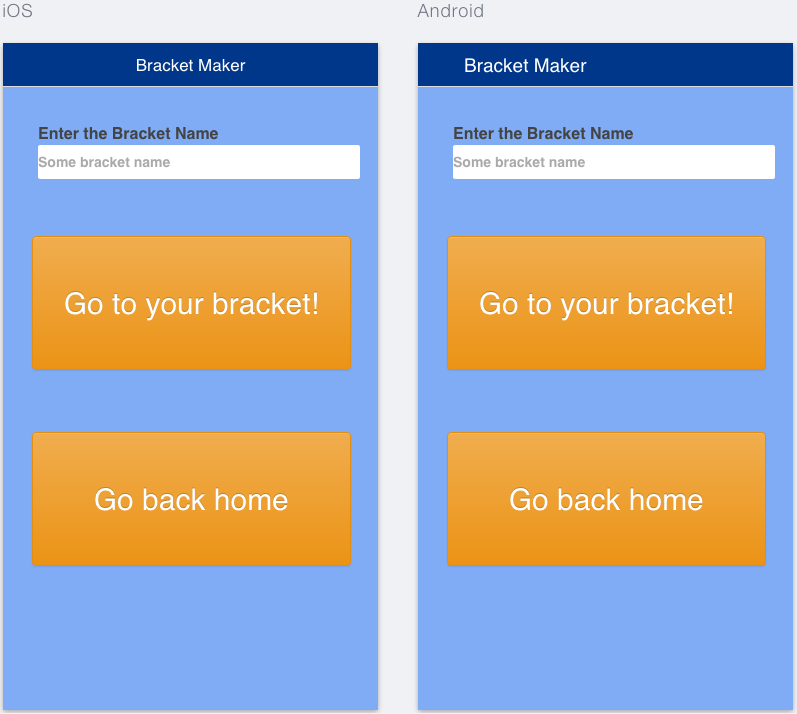 iOS
Bracket Maker
Enter the Bracket Name
Some bracket name
Go to your bracket!
Go back home
Android
Bracket Maker
Enter the Bracket Name
Some bracket name
Go to your bracket!
Go back home